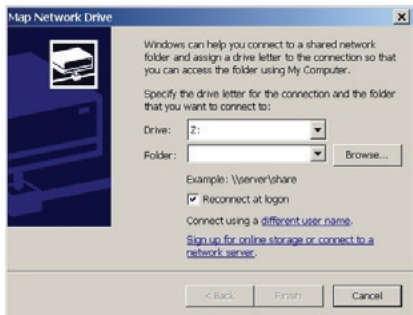 Map Network Drive
Windows can help you connect to a shared network
folder and assign a drive letter to the connection so that
you can access the folder using My Computer.
Specify the drive letter for the connection and the folder
that you want to connect to:
Drive: Z:
Folder: Browse...
Example: \\server\share
Reconnect at logon
Connect using a different user name.
Sign up for online storage or connect to a
network server.
< Back Finish Cancel